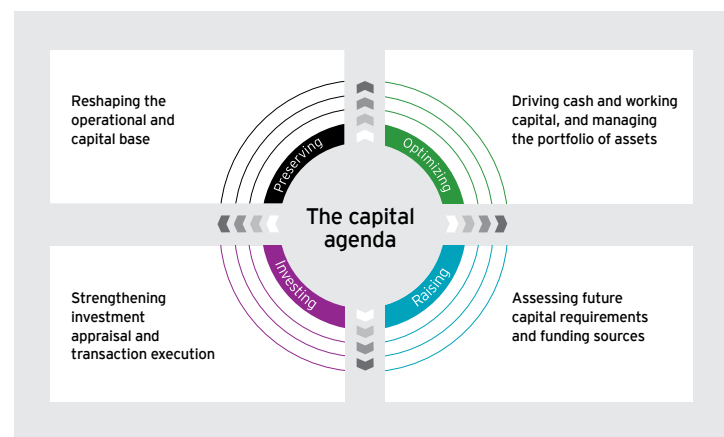 Reshaping the
operational and
capital base
Preserving
Optimizing
Driving cash and working
capital, and managing
the portfolio of assets
The capital
agenda
Strengthening
investment
appraisal and
transaction execution
Investing
Raising
Assessing future
capital requirements
and funding sources